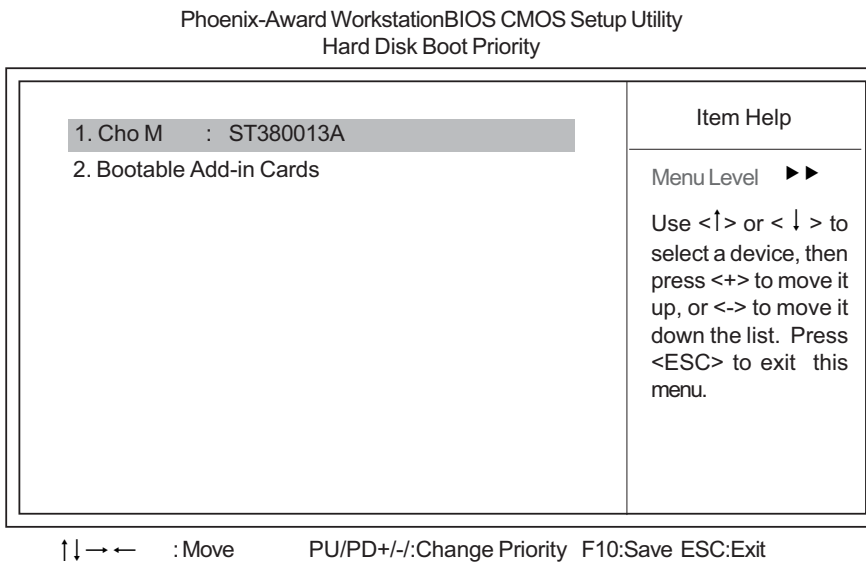 Phoenix-Award WorkstationBIOS CMOS Setup Utility
Hard Disk Boot Priority
1. Cho M : ST380013A
2. Bootable Add-in Cards
Item Help
Menu Level ►►
Use <↑> or < ↓ > to
select a device, then
press <+> to move it
up, or <-> to move it
down the list. Press
<ESC> to exit this
menu.
↑↓→← : Move PU/PD+/-/:Change Priority F10:Save ESC:Exit